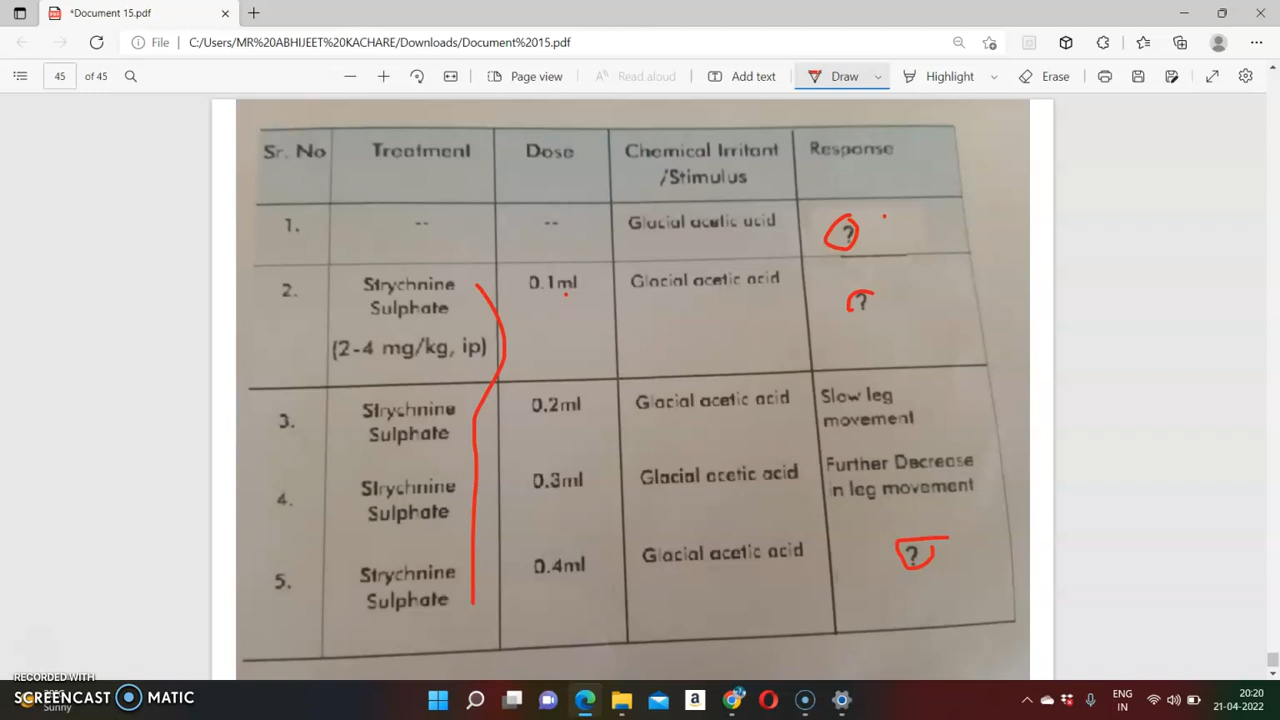 *Document 15.pdf
File
C:/Users/MR%20ABHIJEET%20KACHARE/Downloads/Document%2015.pdf
45 of 45
Page view
Read aloud
Add text
Draw
Highlight
Erase
Sr. No Treatment Dose Chemical Irritant /Stimulus Response
1. -- -- Glacial acetic acid ?
2. Strychnine Sulphate (2-4 mg/kg, ip) 0.1ml Glacial acetic acid ?
3. Strychnine Sulphate 0.2ml Glacial acetic acid Slow leg movement
4. Strychnine Sulphate 0.3ml Glacial acetic acid Further Decrease in leg movement
5. Strychnine Sulphate 0.4ml Glacial acetic acid ?
RECORDED WITH
SCREENCAST MATIC
Sunny
ENG
IN
20:20
21-04-2022